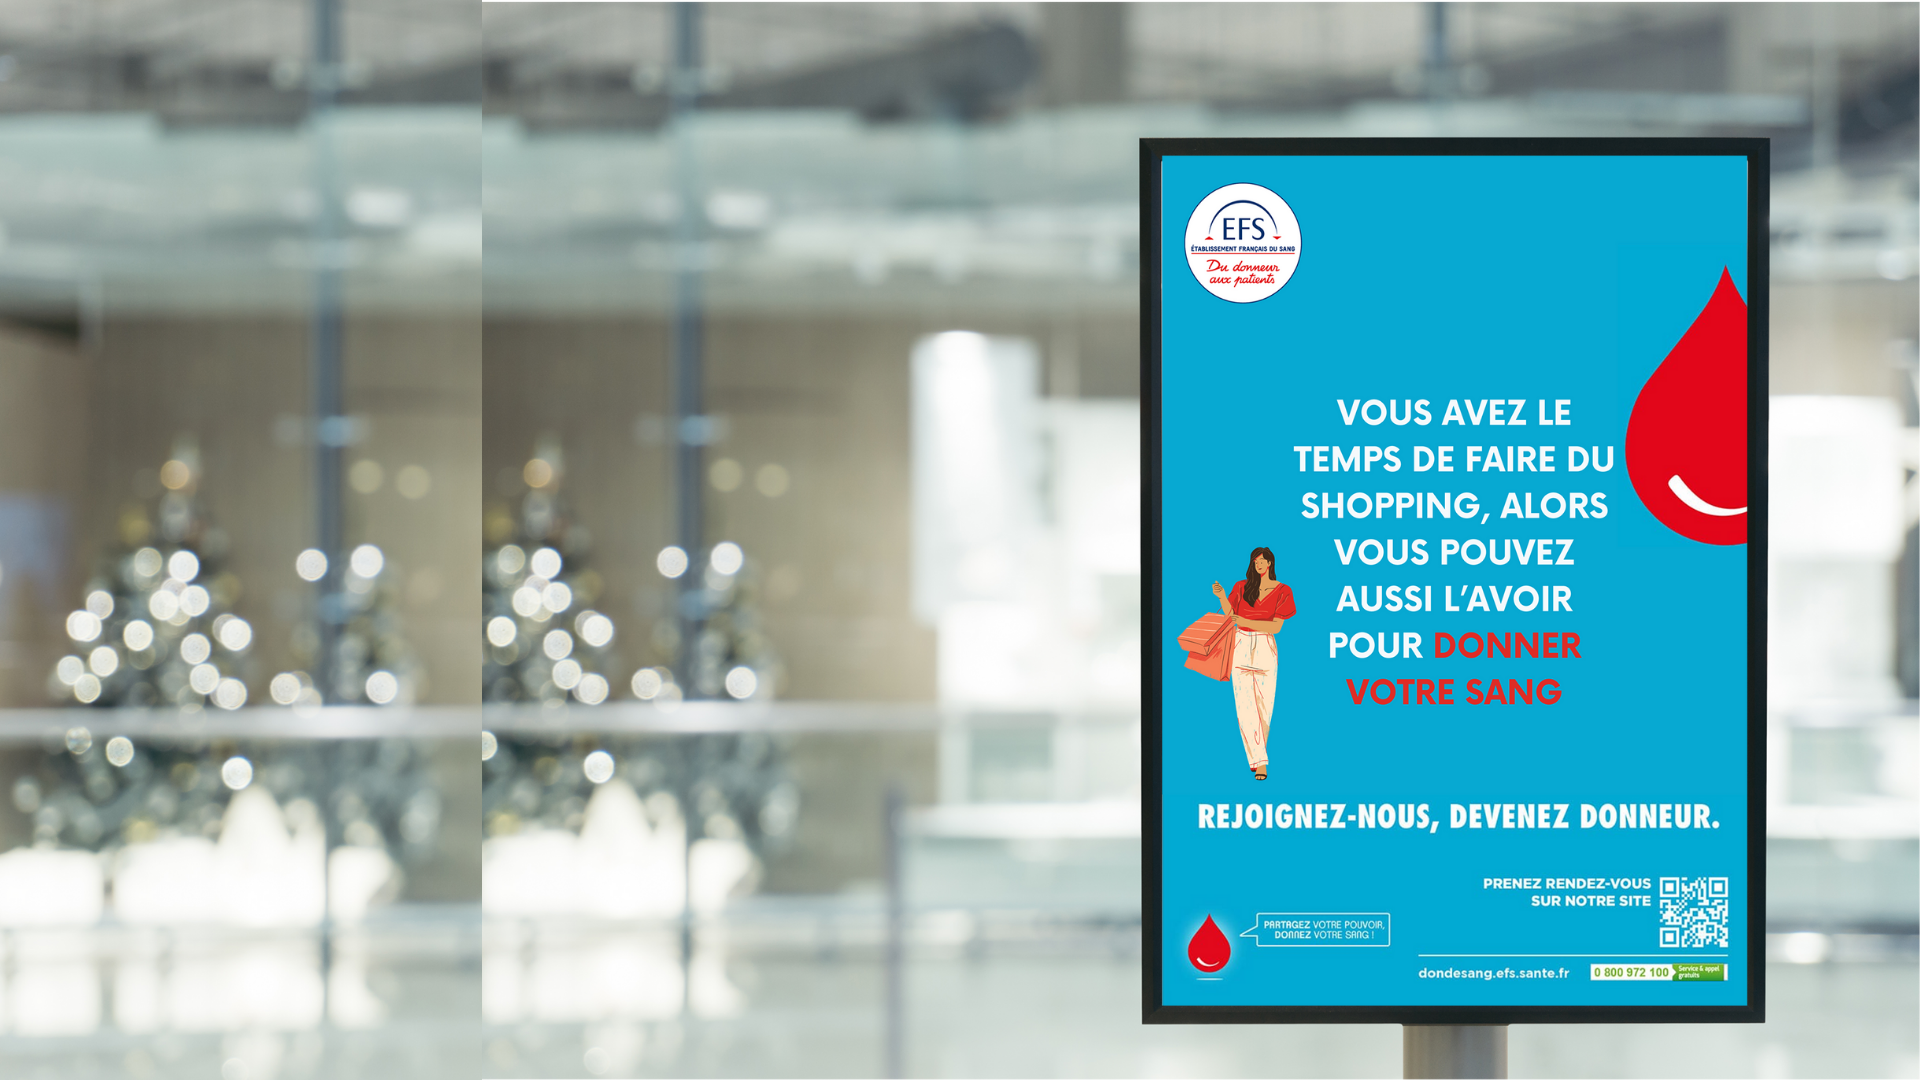 EFS
ÉTABLISSEMENT FRANÇAIS DU SANG
Du donneur
aux patients
VOUS AVEZ LE
TEMPS DE FAIRE DU
SHOPPING, ALORS
VOUS POUVEZ
AUSSI L’AVOIR
POUR DONNER
VOTRE SANG
REJOIGNEZ-NOUS, DEVENEZ DONNEUR.
PRENEZ RENDEZ-VOUS
SUR NOTRE SITE
PARTAGEZ VOTRE POUVOIR,
DONNEZ VOTRE SANG !
dondesang.efs.sante.fr
0 800 972 100
Service & appel
gratuits